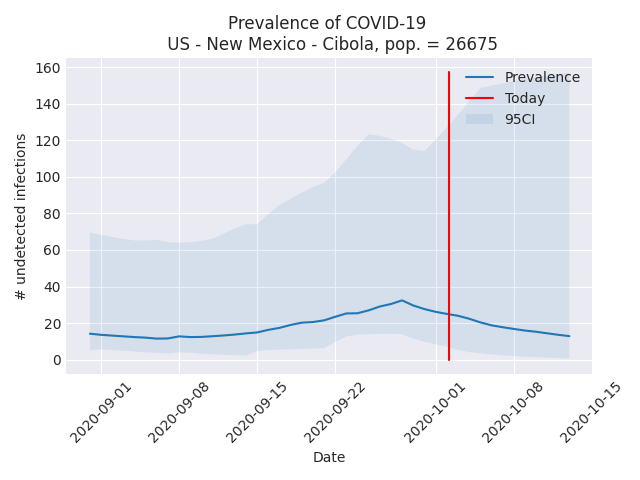 Prevalence of COVID-19
US - New Mexico - Cibola, pop. = 26675
160
140
120
100
80
60
40
20
0
# undetected infections
Prevalence
Today
95CI
2020-09-01
2020-09-08
2020-09-15
2020-09-22
2020-10-01
2020-10-08
2020-10-15
Date